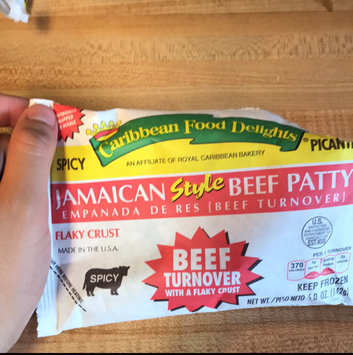 Caribbean Food Delights®
SPICY
PICANT
AN AFFILIATE OF ROYAL CARIBBEAN BAKERY
JAMAICAN Style BEEF PATTY
EMPANADA DE RES [BEEF TURNOVER]
FLAKY CRUST
MADE IN THE U.S.A.
SPICY
BEEF
TURNOVER
WITH A FLAKY CRUST
U.S.
PER 1 TURNOVER
370
KEEP FROZEN
NET WT./PESO NETO 5.0 OZ (142g)